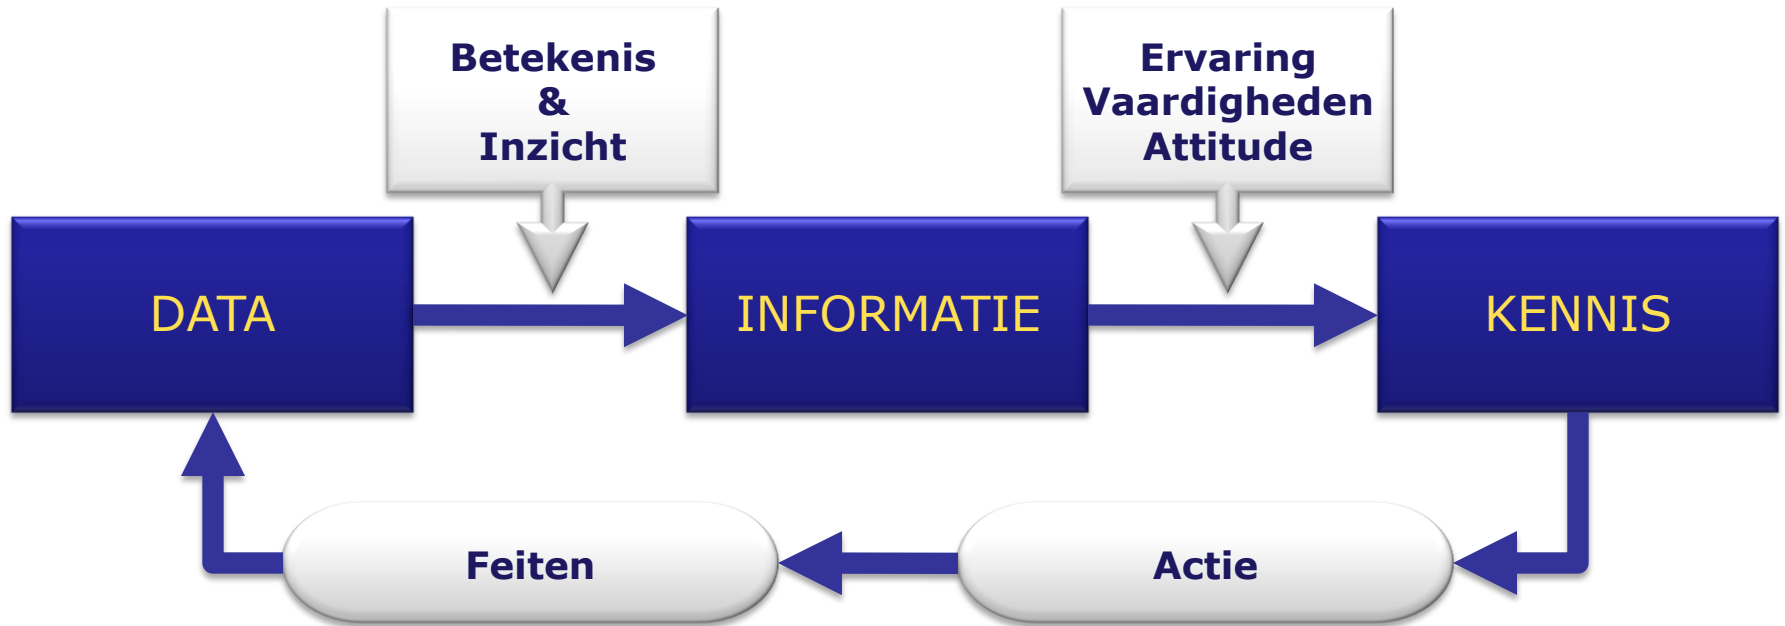 Betekenis
&
Inzicht
Ervaring
Vaardigheden
Attitude
DATA
INFORMATIE
KENNIS
Feiten
Actie